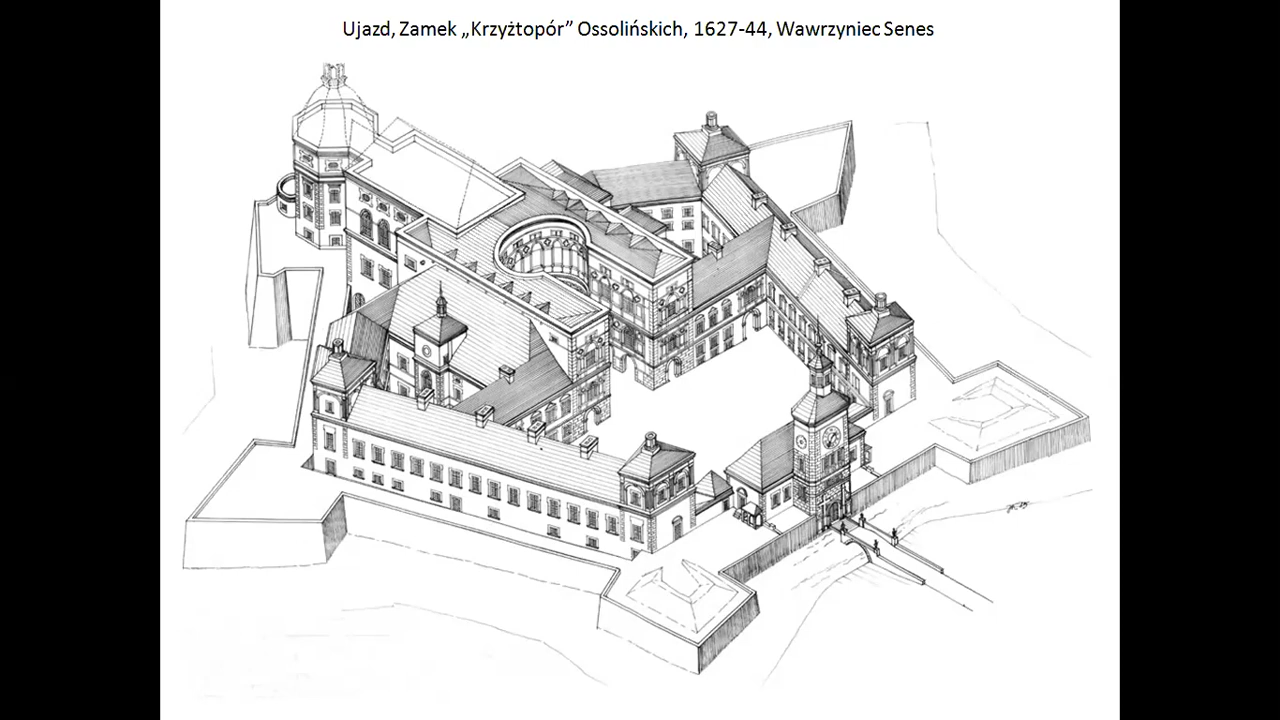 Ujazd, Zamek „Krzyżtopór” Ossolińskich, 1627-44, Wawrzyniec Senes